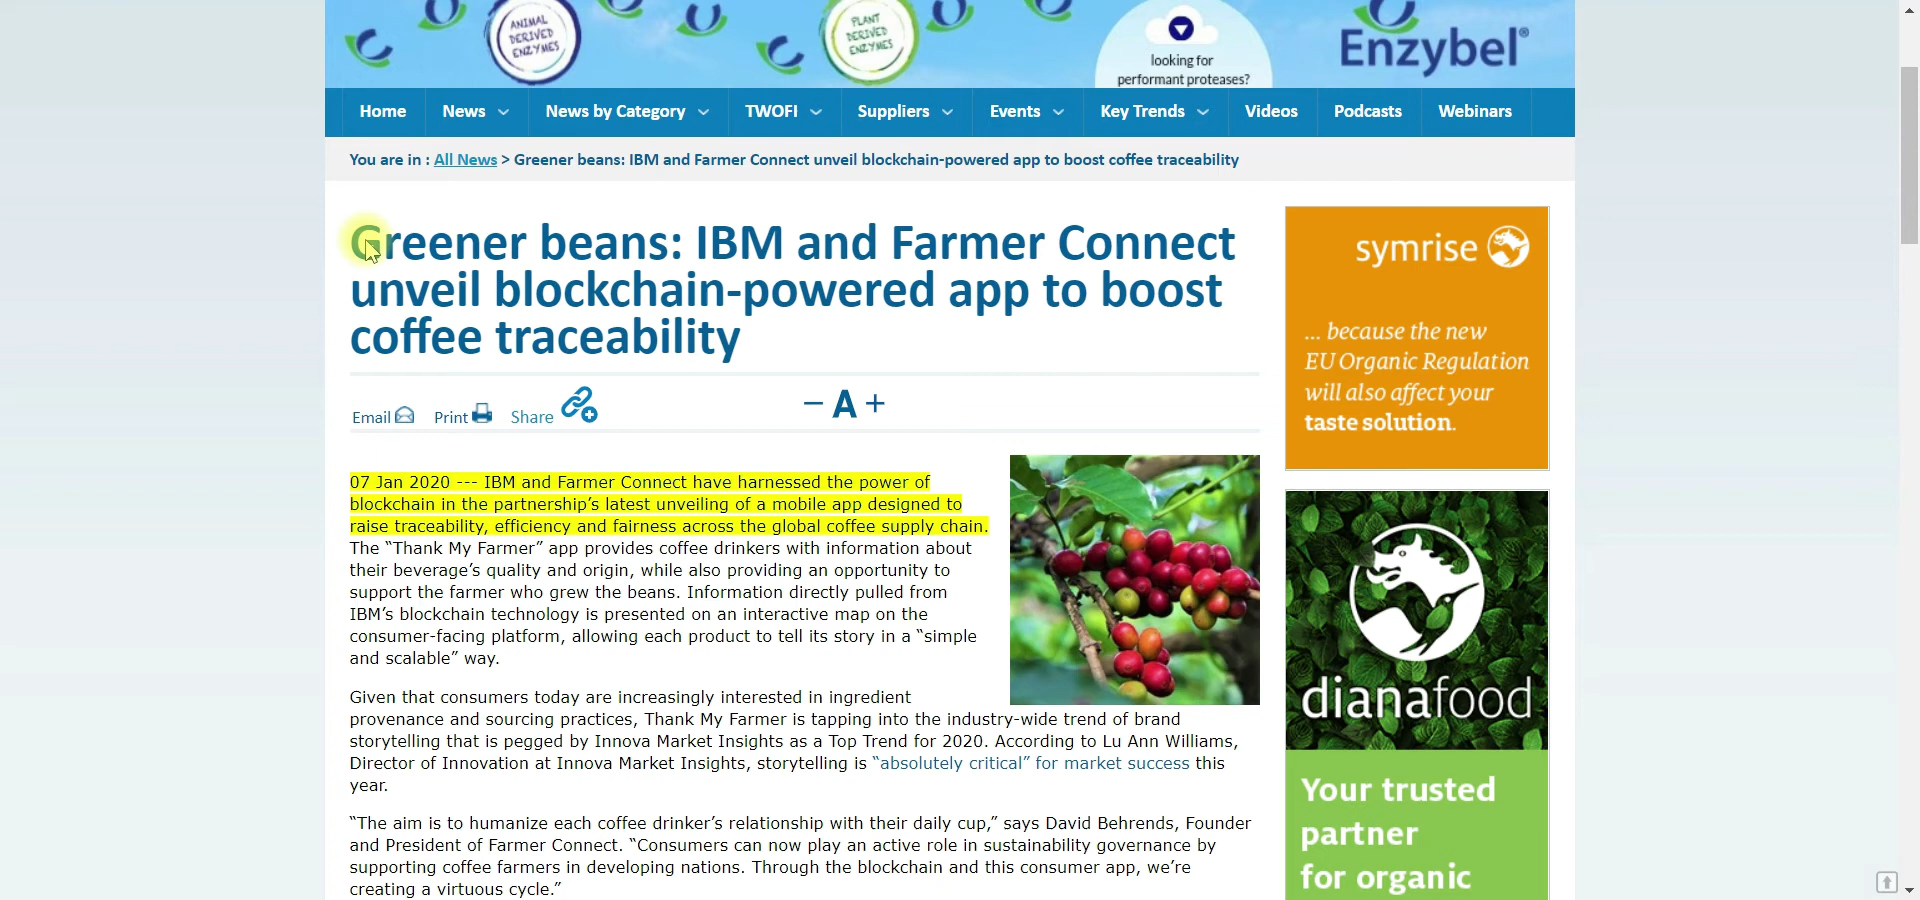 ANIMAL
DERIVED
ENZYMES
PLANT
DERIVED
ENZYMES
looking for
performant proteases?
Enzybel®
Home News News by Category TWOFI Suppliers Events Key Trends Videos Podcasts Webinars
You are in : All News > Greener beans: IBM and Farmer Connect unveil blockchain-powered app to boost coffee traceability
Greener beans: IBM and Farmer Connect
unveil blockchain-powered app to boost
coffee traceability
Email Print Share − A +
07 Jan 2020 --- IBM and Farmer Connect have harnessed the power of
blockchain in the partnership’s latest unveiling of a mobile app designed to
raise traceability, efficiency and fairness across the global coffee supply chain.
The “Thank My Farmer” app provides coffee drinkers with information about
their beverage’s quality and origin, while also providing an opportunity to
support the farmer who grew the beans. Information directly pulled from
IBM’s blockchain technology is presented on an interactive map on the
consumer-facing platform, allowing each product to tell its story in a “simple
and scalable” way.
Given that consumers today are increasingly interested in ingredient
provenance and sourcing practices, Thank My Farmer is tapping into the industry-wide trend of brand
storytelling that is pegged by Innova Market Insights as a Top Trend for 2020. According to Lu Ann Williams,
Director of Innovation at Innova Market Insights, storytelling is “absolutely critical” for market success this
year.
“The aim is to humanize each coffee drinker’s relationship with their daily cup,” says David Behrends, Founder
and President of Farmer Connect. “Consumers can now play an active role in sustainability governance by
supporting coffee farmers in developing nations. Through the blockchain and this consumer app, we’re
creating a virtuous cycle.”
symrise
... because the new
EU Organic Regulation
will also affect your
taste solution.
dianafood
Your trusted
partner
for organic